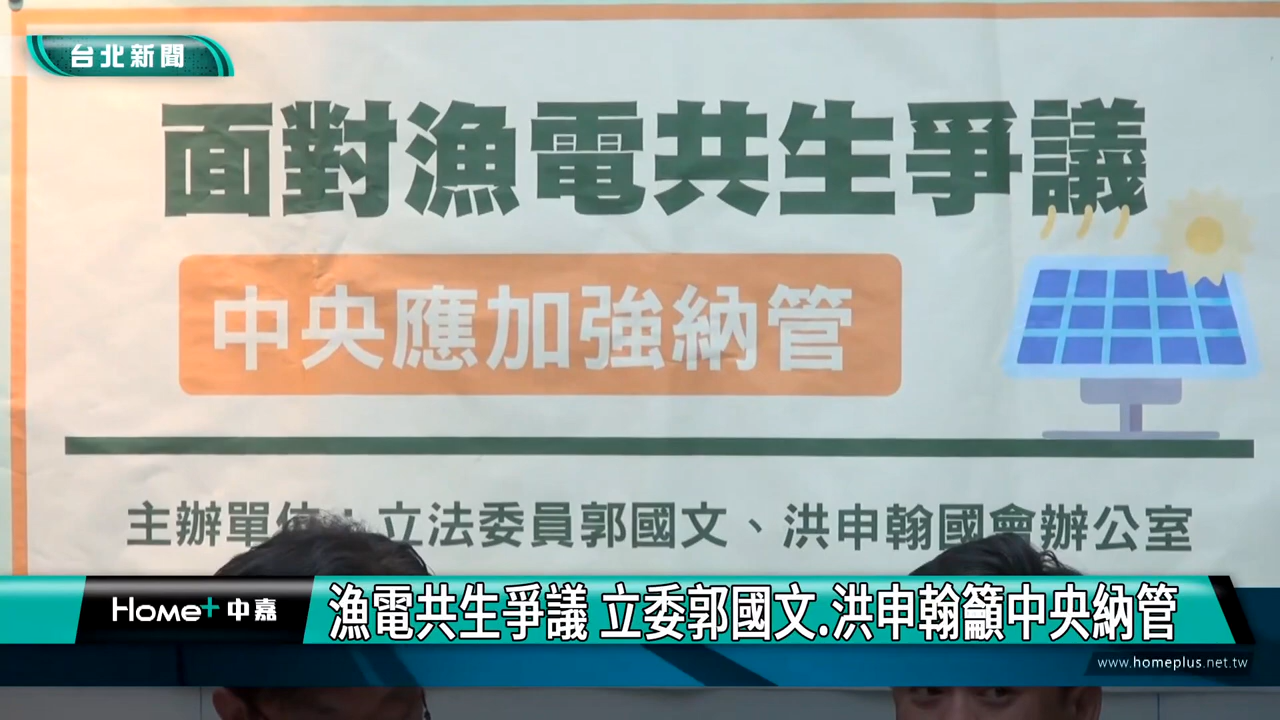 台北新聞
面對漁電共生爭議
中央應加強納管
主辦單位：立法委員郭國文、洪申翰國會辦公室
Home+中嘉
漁電共生爭議 立委郭國文.洪申翰籲中央納管
www.homeplus.net.tw